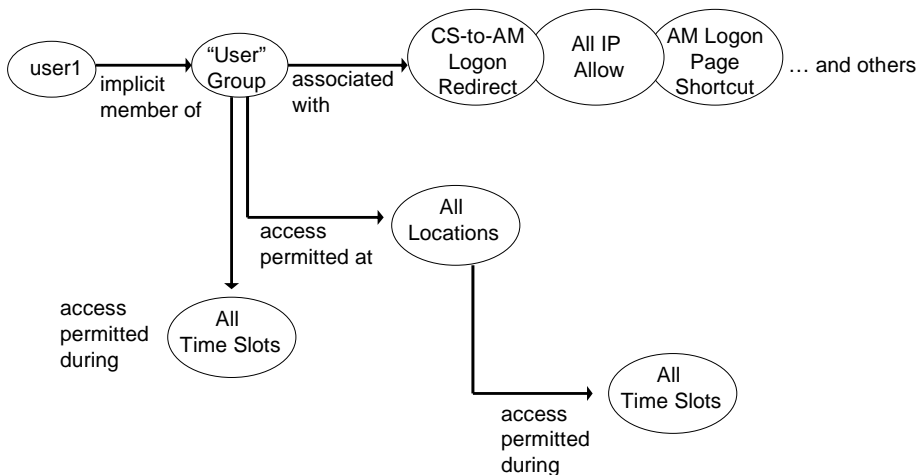 user1
implicit
member of
“User”
Group
associated
with
CS-to-AM
Logon
Redirect
All IP
Allow
AM Logon
Page
Shortcut
… and others
access
permitted at
All
Locations
access
permitted
during
All
Time Slots
access
permitted
during
All
Time Slots